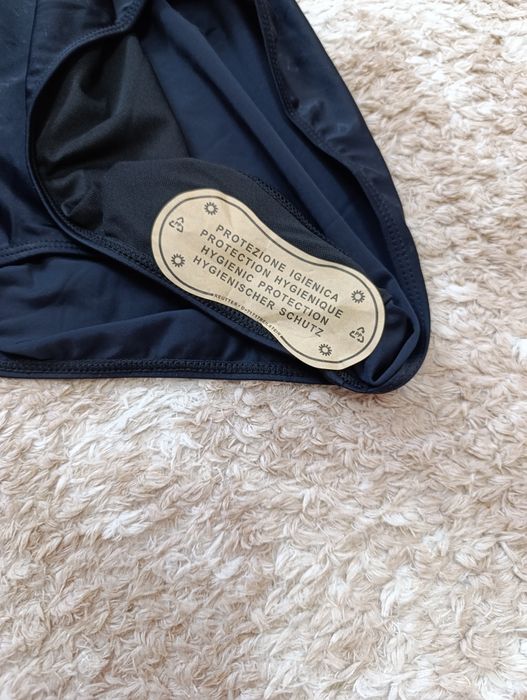 PROTEZIONE IGIENICA
PROTECTION HYGIENIQUE
HYGIENIC PROTECTION
HYGIENISCHER SCHUTZ